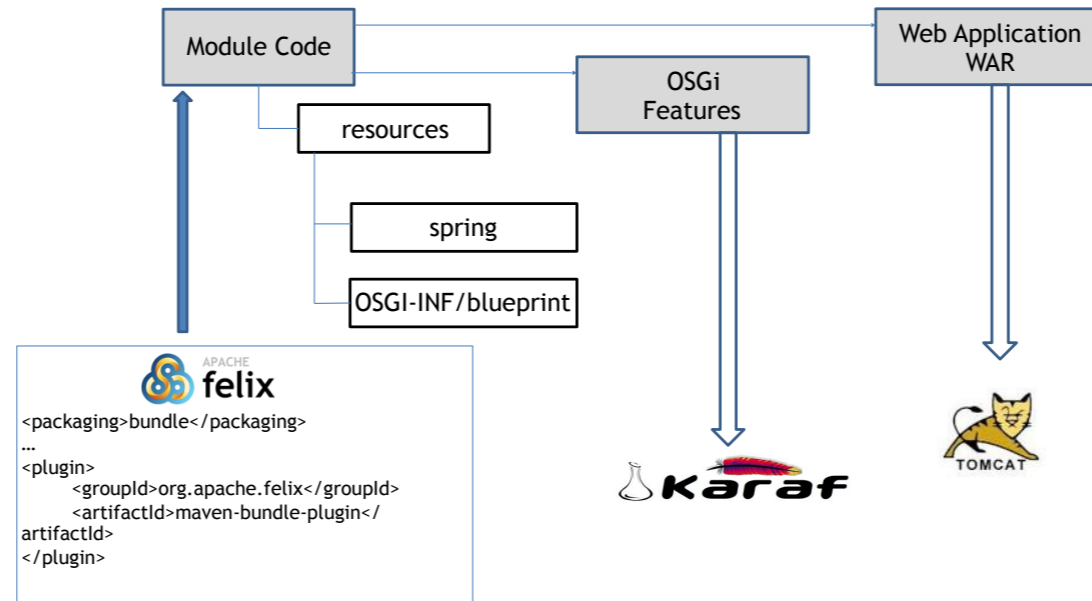 Module Code
Web Application
WAR
OSGi
Features
resources
spring
OSGI-INF/blueprint
APACHE
felix
<packaging>bundle</packaging>
...
<plugin>
<groupId>org.apache.felix</groupId>
<artifactId>maven-bundle-plugin</
artifactId>
</plugin>
Karaf
TOMCAT